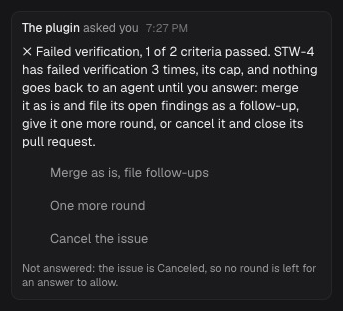 The plugin asked you 7:27 PM
✕ Failed verification, 1 of 2 criteria passed. STW-4
has failed verification 3 times, its cap, and nothing
goes back to an agent until you answer: merge
it as is and file its open findings as a follow-up,
give it one more round, or cancel it and close its
pull request.
Merge as is, file follow-ups
One more round
Cancel the issue
Not answered: the issue is Canceled, so no round is left for
an answer to allow.